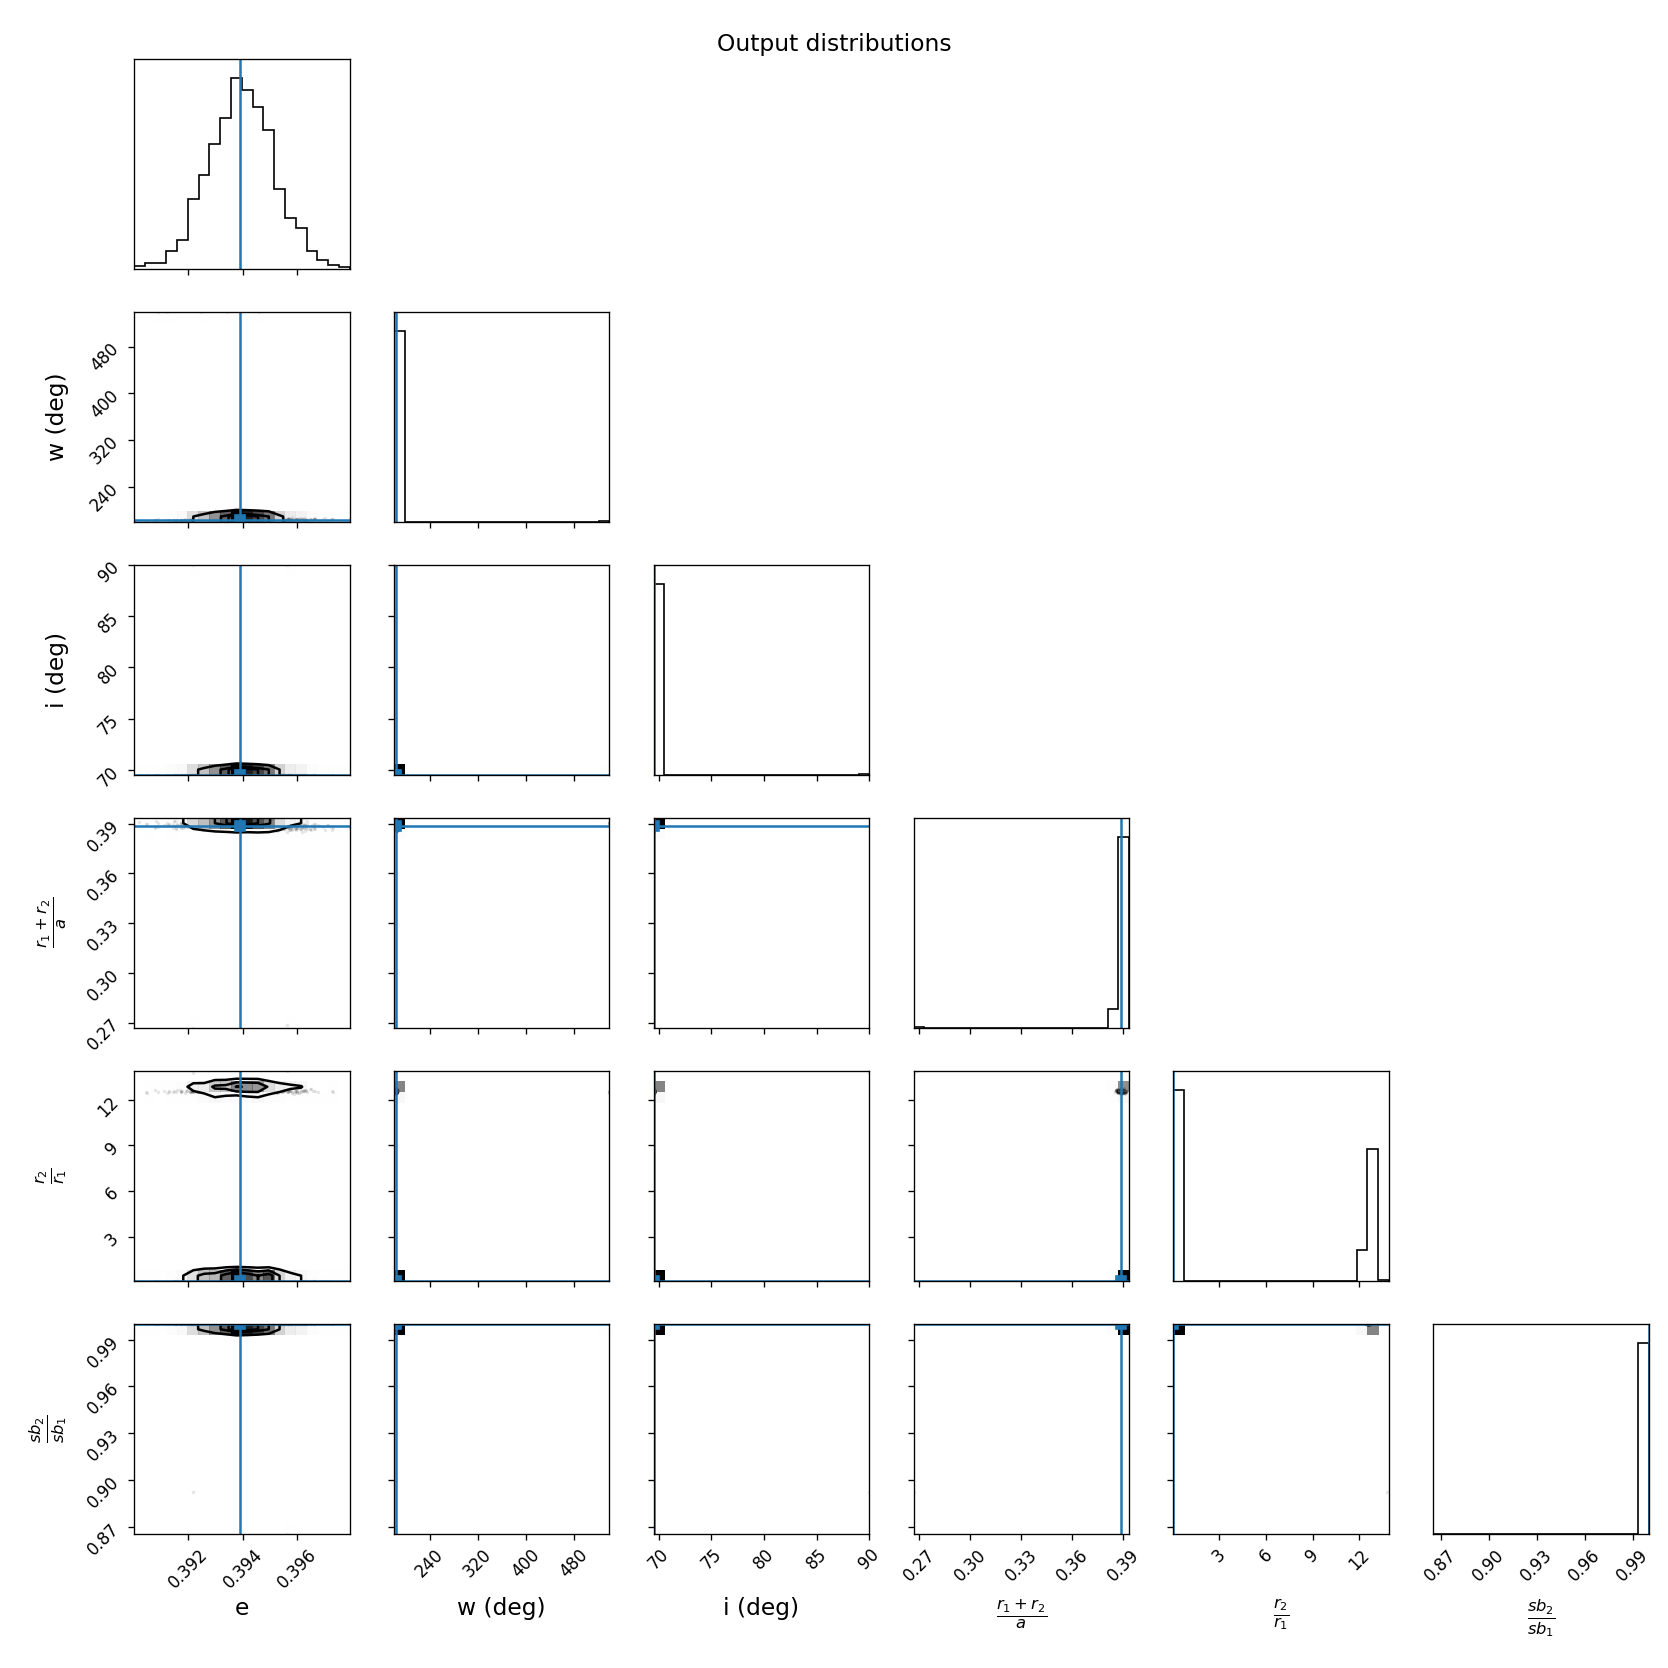 Output distributions
w (deg)
480
400
320
240
i (deg)
90
85
80
75
70
r₁ + r₂ / a
0.39
0.36
0.33
0.30
0.27
r₂ / r₁
12
9
6
3
sb₂ / sb₁
0.99
0.96
0.93
0.90
0.87
0.392 0.394 0.396
240 320 400 480
70 75 80 85 90
0.27 0.30 0.33 0.36 0.39
3 6 9 12
0.87 0.90 0.93 0.96 0.99
e
w (deg)
i (deg)
r₁ + r₂ / a
r₂ / r₁
sb₂ / sb₁